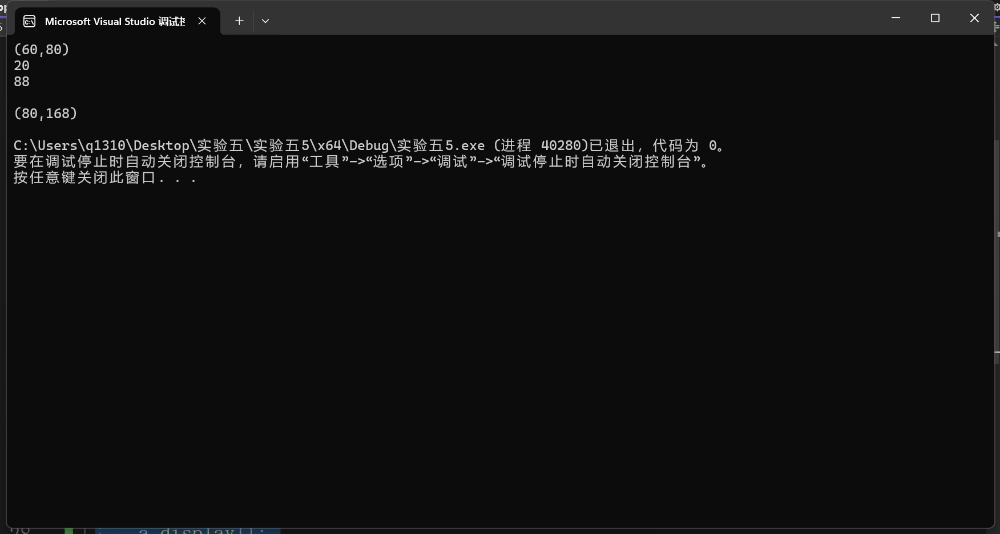 Microsoft Visual Studio 调试
(60,80)
20
88
(80,168)
C:\Users\q1310\Desktop\实验五\实验五5\x64\Debug\实验五5.exe (进程 40280)已退出，代码为 0。
要在调试停止时自动关闭控制台，请启用“工具”->“选项”->“调试”->“调试停止时自动关闭控制台”。
按任意键关闭此窗口. . .
a.display();